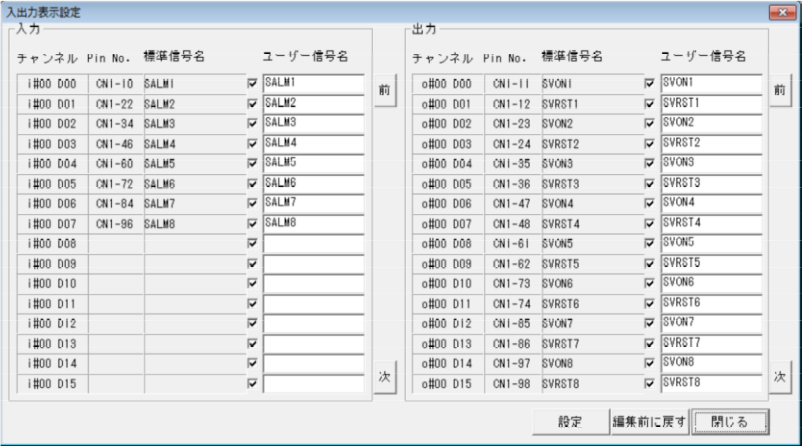 入出力表示設定
入力
チャンネル Pin No. 標準信号名 ユーザー信号名
i#00 D00 CN1-10 SALM1 SALM1
i#00 D01 CN1-22 SALM2 SALM2
i#00 D02 CN1-34 SALM3 SALM3
i#00 D03 CN1-46 SALM4 SALM4
i#00 D04 CN1-60 SALM5 SALM5
i#00 D05 CN1-72 SALM6 SALM6
i#00 D06 CN1-84 SALM7 SALM7
i#00 D07 CN1-96 SALM8 SALM8
i#00 D08
i#00 D09
i#00 D10
i#00 D11
i#00 D12
i#00 D13
i#00 D14
i#00 D15
前
次
出力
チャンネル Pin No. 標準信号名 ユーザー信号名
o#00 D00 CN1-11 SVON1 SVON1
o#00 D01 CN1-12 SVRST1 SVRST1
o#00 D02 CN1-23 SVON2 SVON2
o#00 D03 CN1-24 SVRST2 SVRST2
o#00 D04 CN1-35 SVON3 SVON3
o#00 D05 CN1-36 SVRST3 SVRST3
o#00 D06 CN1-47 SVON4 SVON4
o#00 D07 CN1-48 SVRST4 SVRST4
o#00 D08 CN1-61 SVON5 SVON5
o#00 D09 CN1-62 SVRST5 SVRST5
o#00 D10 CN1-73 SVON6 SVON6
o#00 D11 CN1-74 SVRST6 SVRST6
o#00 D12 CN1-85 SVON7 SVON7
o#00 D13 CN1-86 SVRST7 SVRST7
o#00 D14 CN1-97 SVON8 SVON8
o#00 D15 CN1-98 SVRST8 SVRST8
前
次
設定 編集前に戻す 閉じる